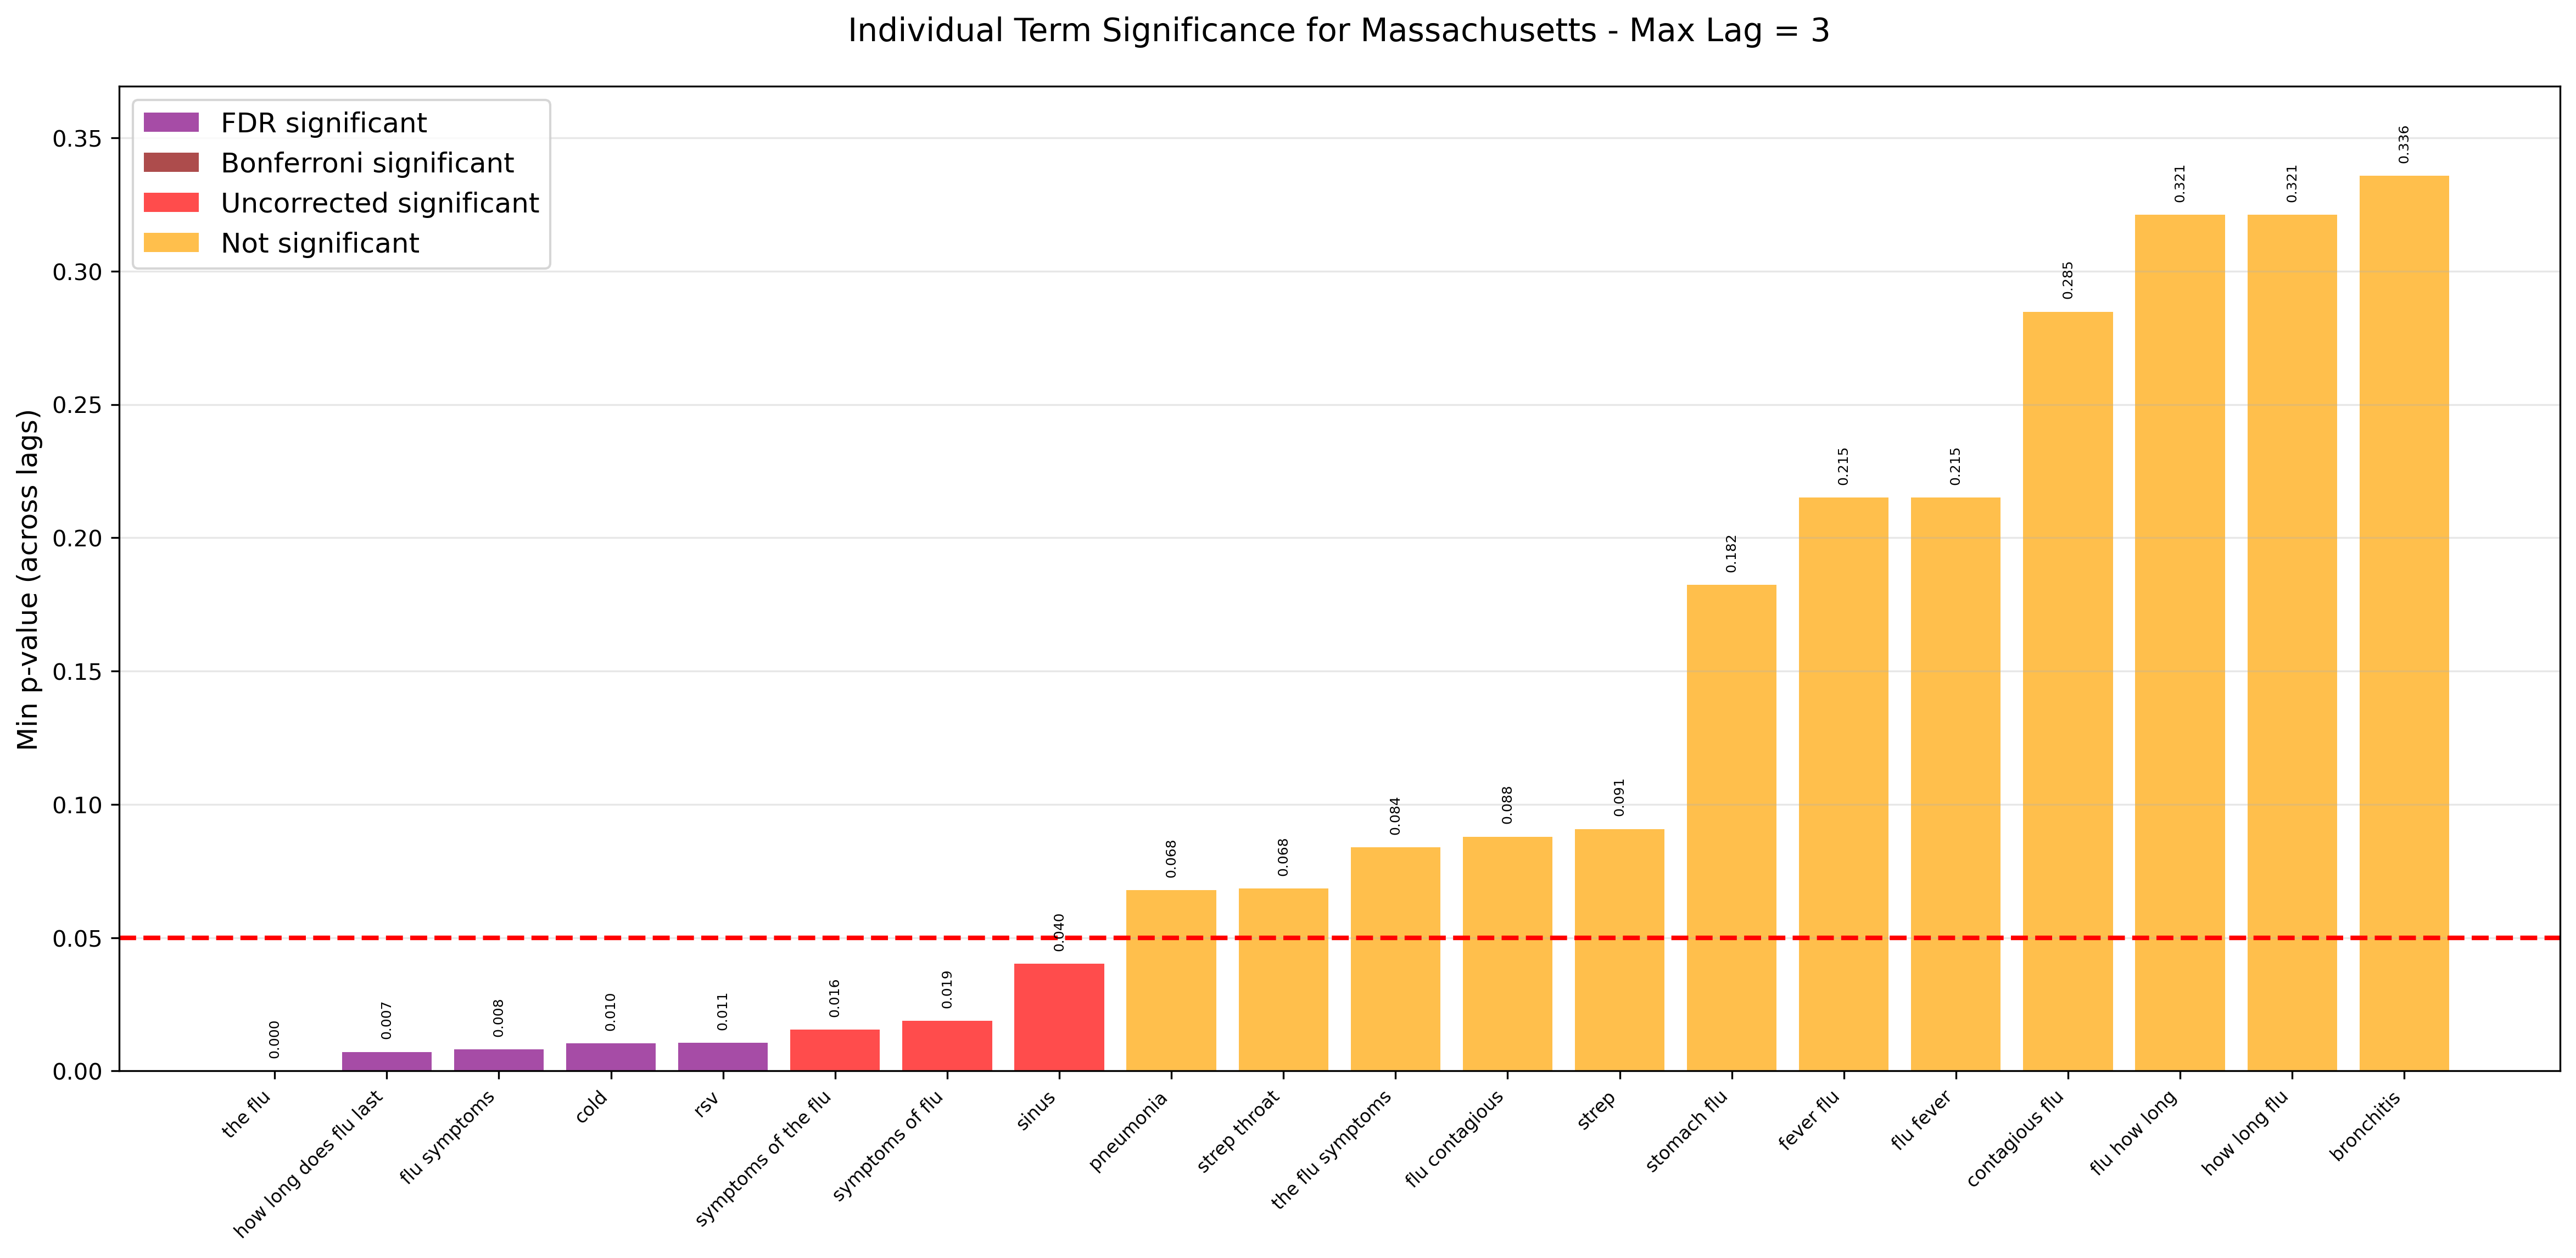 Individual Term Significance for Massachusetts - Max Lag = 3
FDR significant
Bonferroni significant
Uncorrected significant
Not significant
Min p-value (across lags)
0.35
0.30
0.25
0.20
0.15
0.10
0.05
0.00
0.000
0.007
0.008
0.010
0.011
0.016
0.019
0.040
0.068
0.068
0.084
0.088
0.091
0.182
0.215
0.215
0.285
0.321
0.321
0.336
the flu
how long does flu last
flu symptoms
cold
rsv
symptoms of the flu
symptoms of flu
sinus
pneumonia
strep throat
the flu symptoms
flu contagious
strep
stomach flu
fever flu
flu fever
contagious flu
flu how long
how long flu
bronchitis